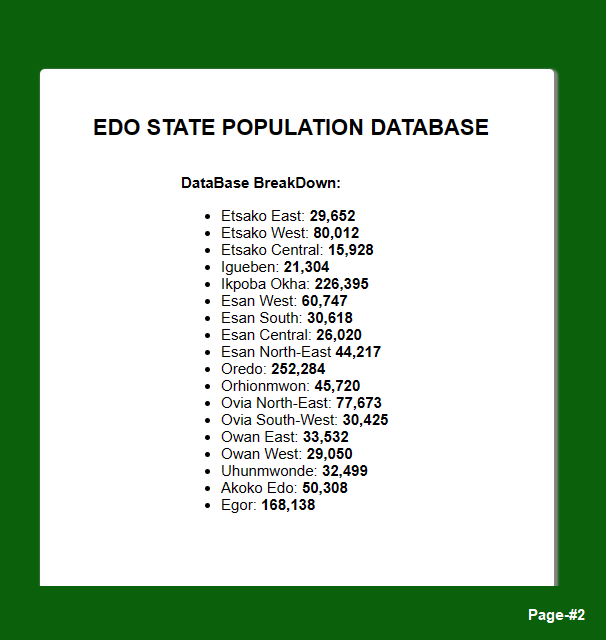 EDO STATE POPULATION DATABASE
DataBase BreakDown:
Etsako East: 29,652
Etsako West: 80,012
Etsako Central: 15,928
Igueben: 21,304
Ikpoba Okha: 226,395
Esan West: 60,747
Esan South: 30,618
Esan Central: 26,020
Esan North-East 44,217
Oredo: 252,284
Orhionmwon: 45,720
Ovia North-East: 77,673
Ovia South-West: 30,425
Owan East: 33,532
Owan West: 29,050
Uhunmwonde: 32,499
Akoko Edo: 50,308
Egor: 168,138
Page-#2